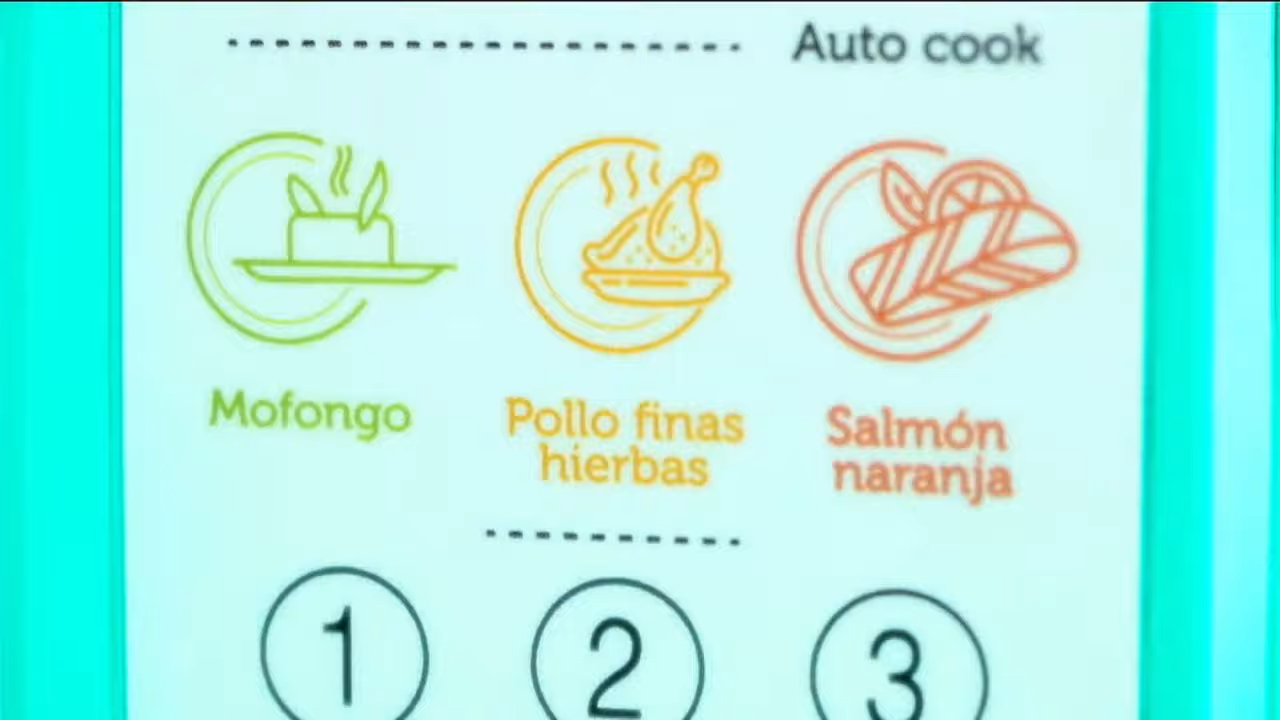 Auto cook
Mofongo
Pollo finas
hierbas
Salmón
naranja
1
2
3